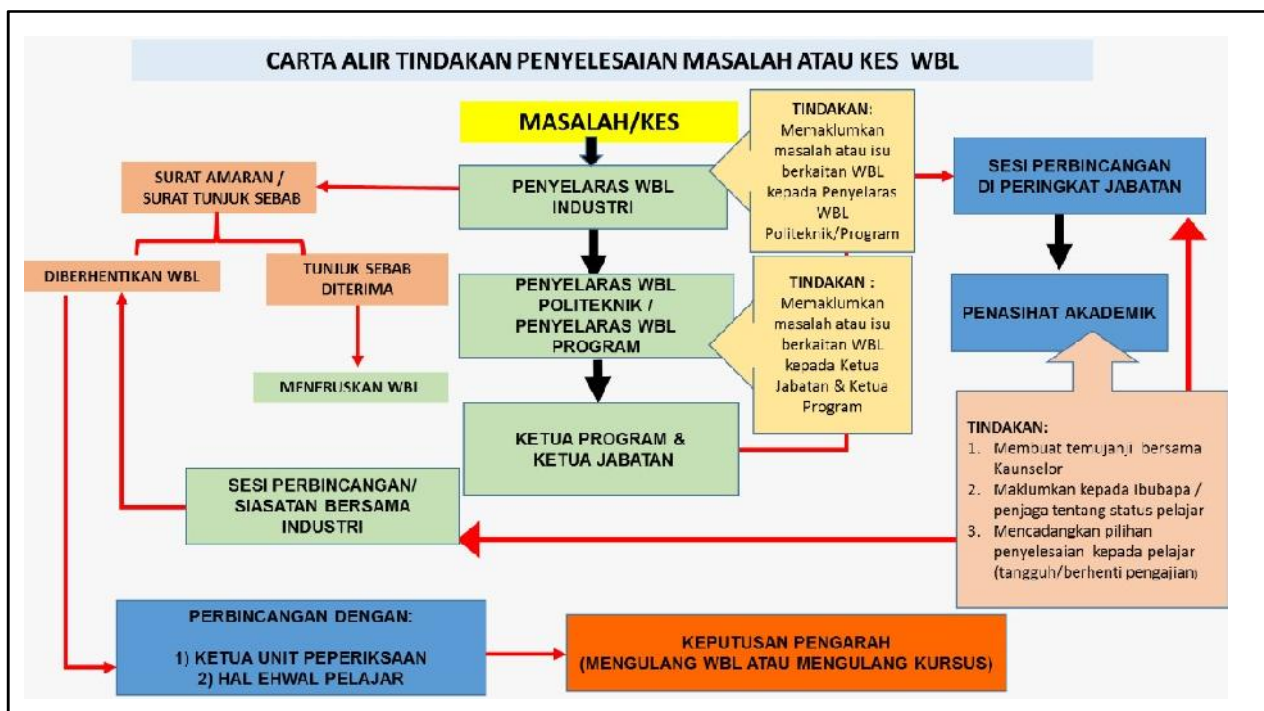 CARTA ALIR TINDAKAN PENYELESAIAN MASALAH ATAU KES WBL
MASALAH/KES
TINDAKAN:
Memaklumkan
masalah atau isu
berkaitan WBL
kepada Penyelaras
WBL
Politeknik/Program
SURAT AMARAN /
SURAT TUNJUK SEBAB
PENYELARAS WBL
INDUSTRI
SESI PERBINCANGAN
DI PERINGKAT JABATAN
DIBERHENTIKAN WBL
TUNJUK SEBAB
DITERIMA
PENYELARAS WBL
POLITEKNIK /
PENYELARAS WBL
PROGRAM
TINDAKAN :
Memaklumkan
masalah atau isu
berkaitan WBL
kepada Ketua
Jabatan & Ketua
Program
PENASIHAT AKADEMIK
MENERUSKAN WBL
KETUA PROGRAM &
KETUA JABATAN
TINDAKAN:
1. Membuat temujanji bersama
Kaunselor
2. Maklumkan kepada Ibubapa /
penjaga tentang status pelajar
3. Mencadangkan pilihan
penyelesaian kepada pelajar
(tangguh/berhenti pengajian)
SESI PERBINCANGAN/
SIASATAN BERSAMA
INDUSTRI
PERBINCANGAN DENGAN:
1) KETUA UNIT PEPERIKSAAN
2) HAL EHWAL PELAJAR
KEPUTUSAN PENGARAH
(MENGULANG WBL ATAU MENGULANG KURSUS)